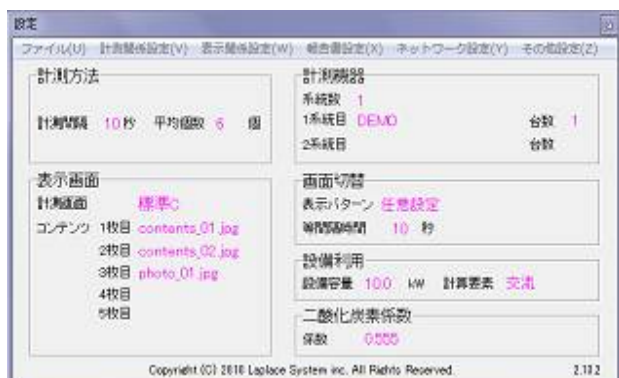 設定
ファイル(U) 計測関係設定(V) 表示関係設定(W) 報告書設定(X) ネットワーク設定(Y) その他設定(Z)
計測方法
計測間隔 10 秒 平均個数 6 個
計測機器
系統数 1
1系統目 DEMO 台数 1
2系統目 台数
表示画面
計測画面 標準C
コンテンツ 1枚目 contents_01.jpg
2枚目 contents_02.jpg
3枚目 photo_01.jpg
4枚目
5枚目
画面切替
表示パターン 任意設定
等間隔時間 10 秒
設備利用
設備容量 10.0 kW 計算要素 交流
二酸化炭素係数
係数 0.555
Copyright (C) 2010 Laplace System inc. All Rights Reserved. 2.13.2